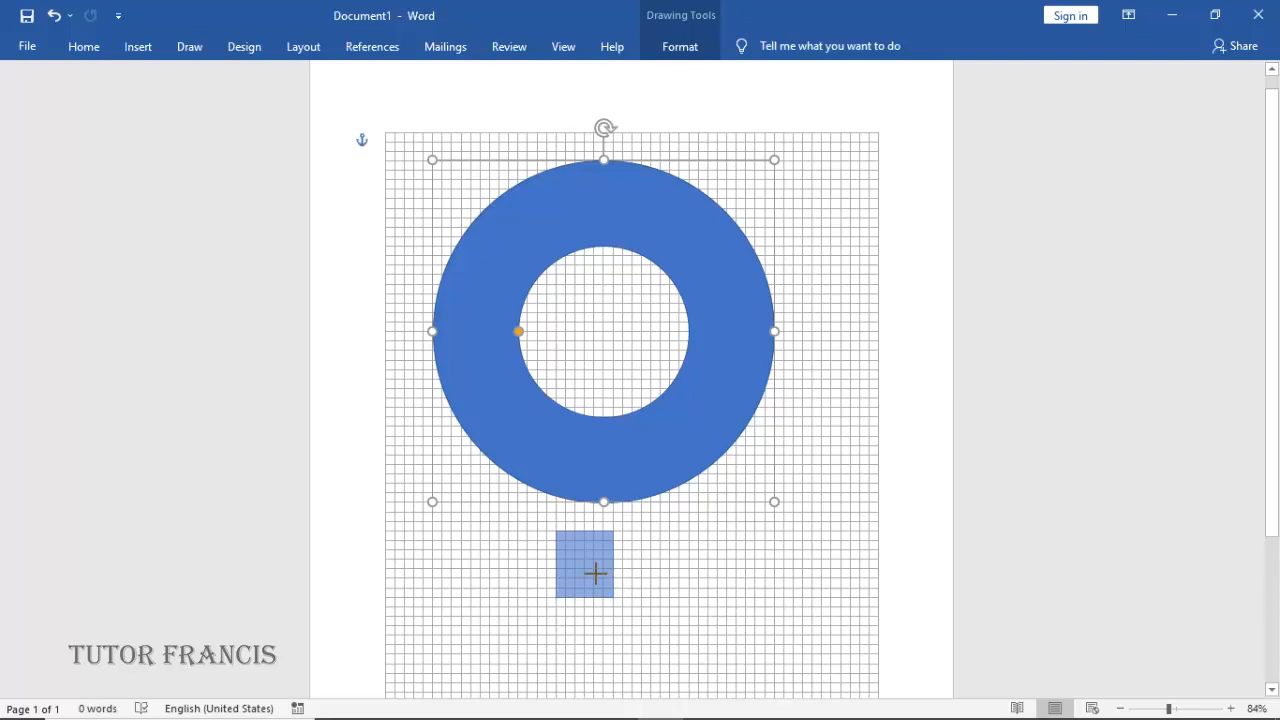 Document1 - Word
Drawing Tools
Sign in
File Home Insert Draw Design Layout References Mailings Review View Help Format Tell me what you want to do Share
TUTOR FRANCIS
Page 1 of 1 0 words English (United States) 84%